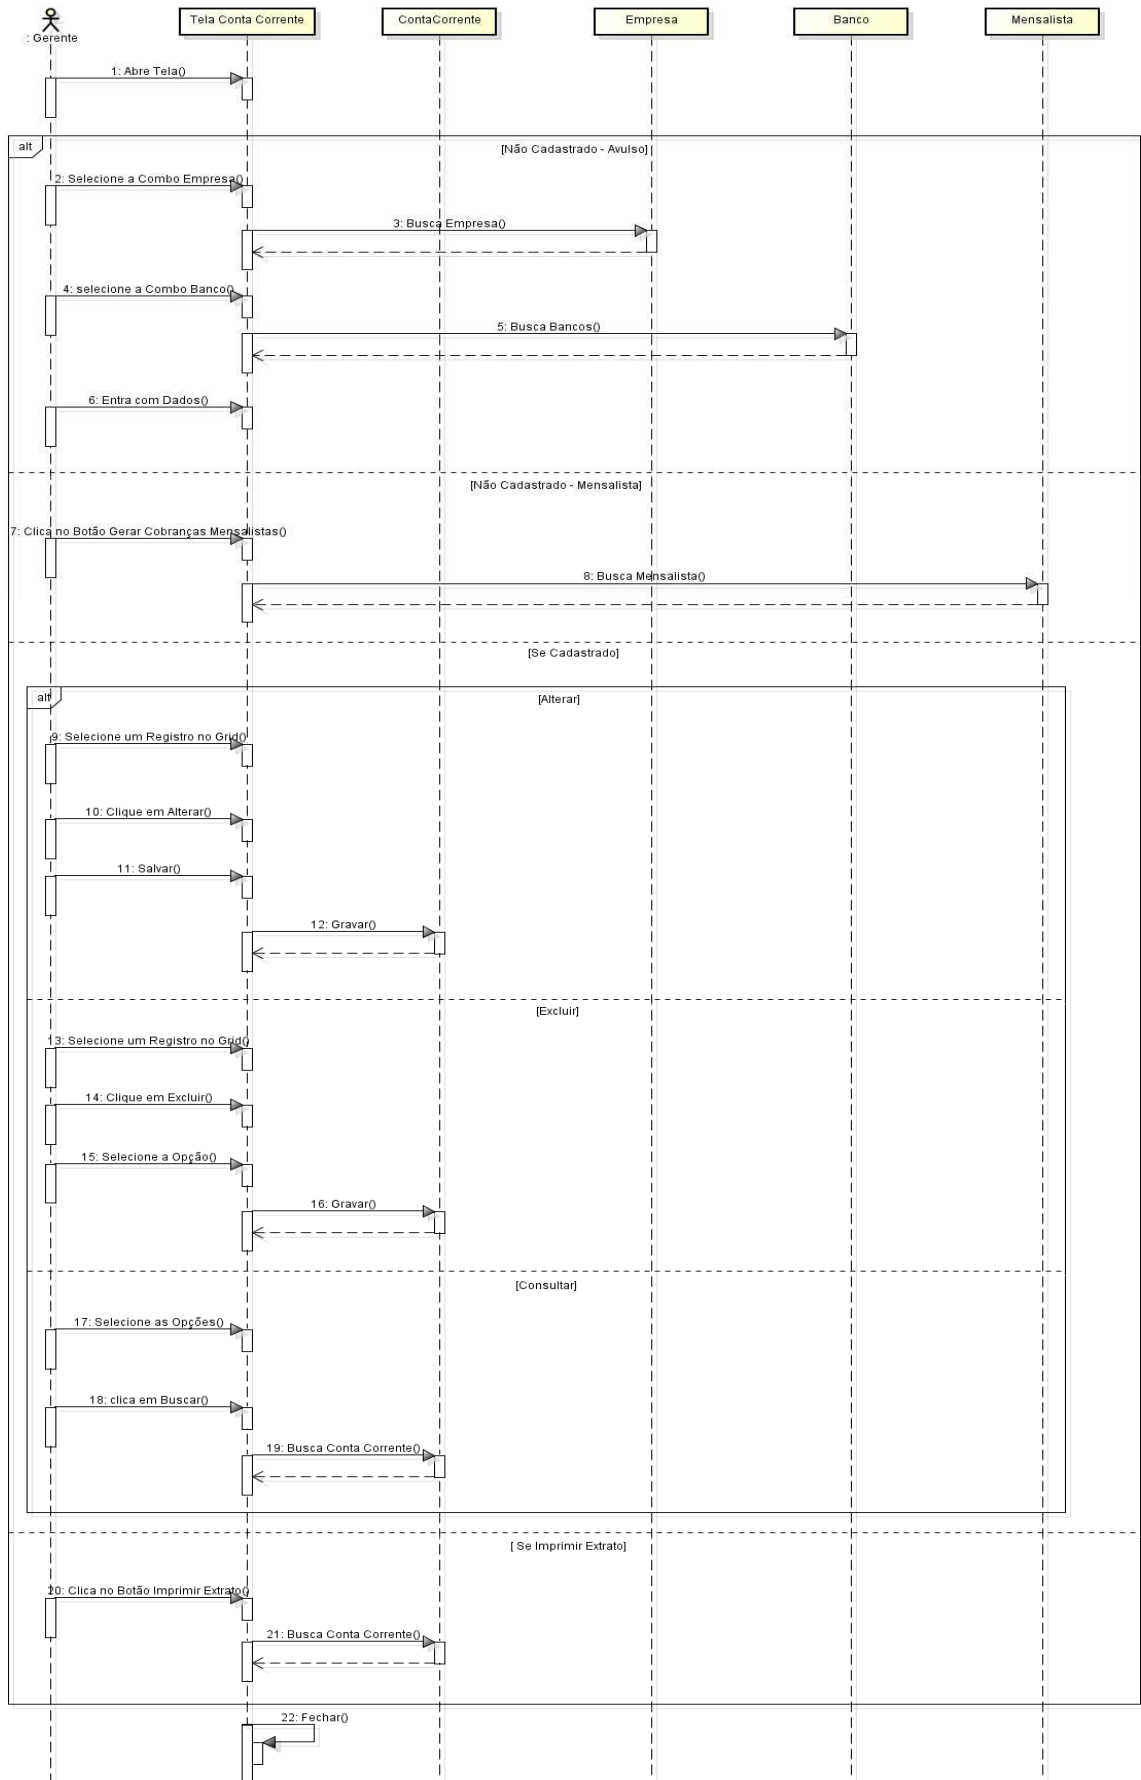 : Gerente
Tela Conta Corrente
ContaCorrente
Empresa
Banco
Mensalista
1: Abre Tela()
alt
[Não Cadastrado - Avulso]
2: Selecione a Combo Empresa()
3: Busca Empresa()
4: selecione a Combo Banco()
5: Busca Bancos()
6: Entra com Dados()
[Não Cadastrado - Mensalista]
7: Clica no Botão Gerar Cobranças Mensalistas()
8: Busca Mensalista()
[Se Cadastrado]
alt
[Alterar]
9: Selecione um Registro no Grid()
10: Clique em Alterar()
11: Salvar()
12: Gravar()
[Excluir]
13: Selecione um Registro no Grid()
14: Clique em Excluir()
15: Selecione a Opção()
16: Gravar()
[Consultar]
17: Selecione as Opções()
18: clica em Buscar()
19: Busca Conta Corrente()
[ Se Imprimir Extrato]
20: Clica no Botão Imprimir Extrato()
21: Busca Conta Corrente()
22: Fechar()